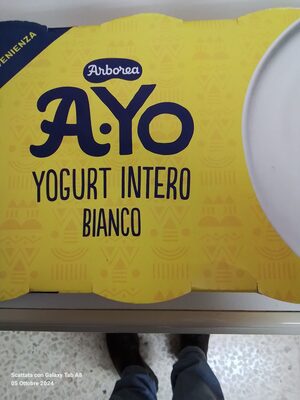 ENIENZA
Arborea
A·YO
YOGURT INTERO
BIANCO
Scattata con Galaxy Tab A8
05 Ottobre 2024